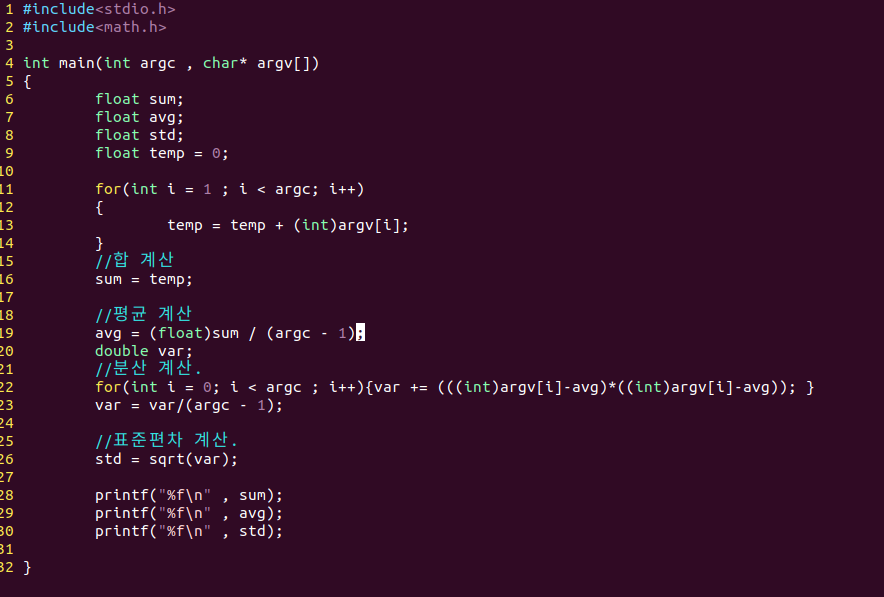 1 #include<stdio.h>
2 #include<math.h>
3
4 int main(int argc , char* argv[])
5 {
6         float sum;
7         float avg;
8         float std;
9         float temp = 0;
10
11         for(int i = 1 ; i < argc; i++)
12         {
13                 temp = temp + (int)argv[i];
14         }
15         //합 계산
16         sum = temp;
17
18         //평균 계산
19         avg = (float)sum / (argc - 1);
20         double var;
21         //분산 계산.
22         for(int i = 0; i < argc ; i++){var += (((int)argv[i]-avg)*((int)argv[i]-avg)); }
23         var = var/(argc - 1);
24
25         //표준편차 계산.
26         std = sqrt(var);
27
28         printf("%f\n" , sum);
29         printf("%f\n" , avg);
30         printf("%f\n" , std);
31
32 }